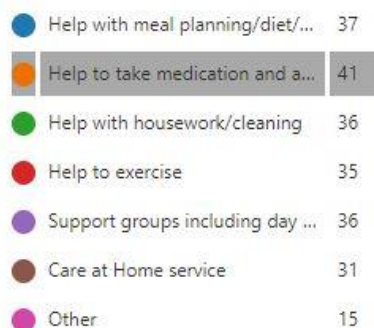 Help with meal planning/diet/... 37
Help to take medication and a... 41
Help with housework/cleaning 36
Help to exercise 35
Support groups including day ... 36
Care at Home service 31
Other 15